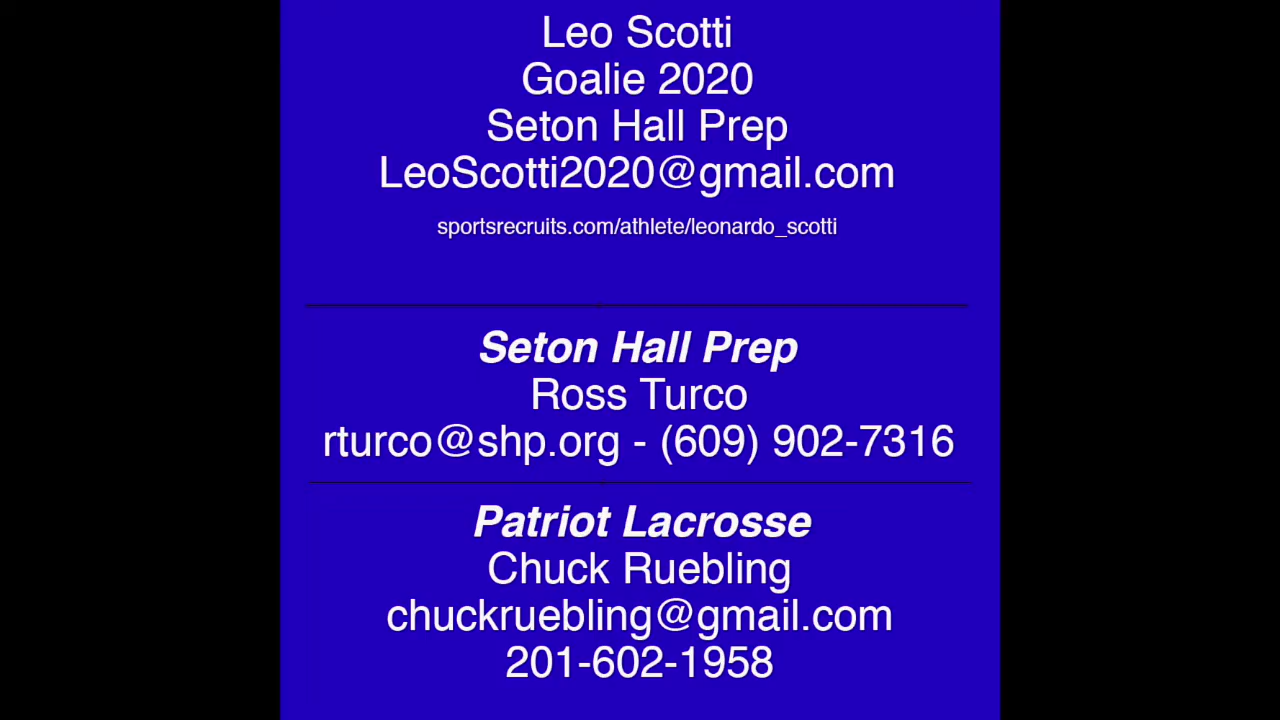 Leo Scotti
Goalie 2020
Seton Hall Prep
LeoScotti2020@gmail.com
sportsrecruits.com/athlete/leonardo_scotti
Seton Hall Prep
Ross Turco
rturco@shp.org - (609) 902-7316
Patriot Lacrosse
Chuck Ruebling
chuckruebling@gmail.com
201-602-1958